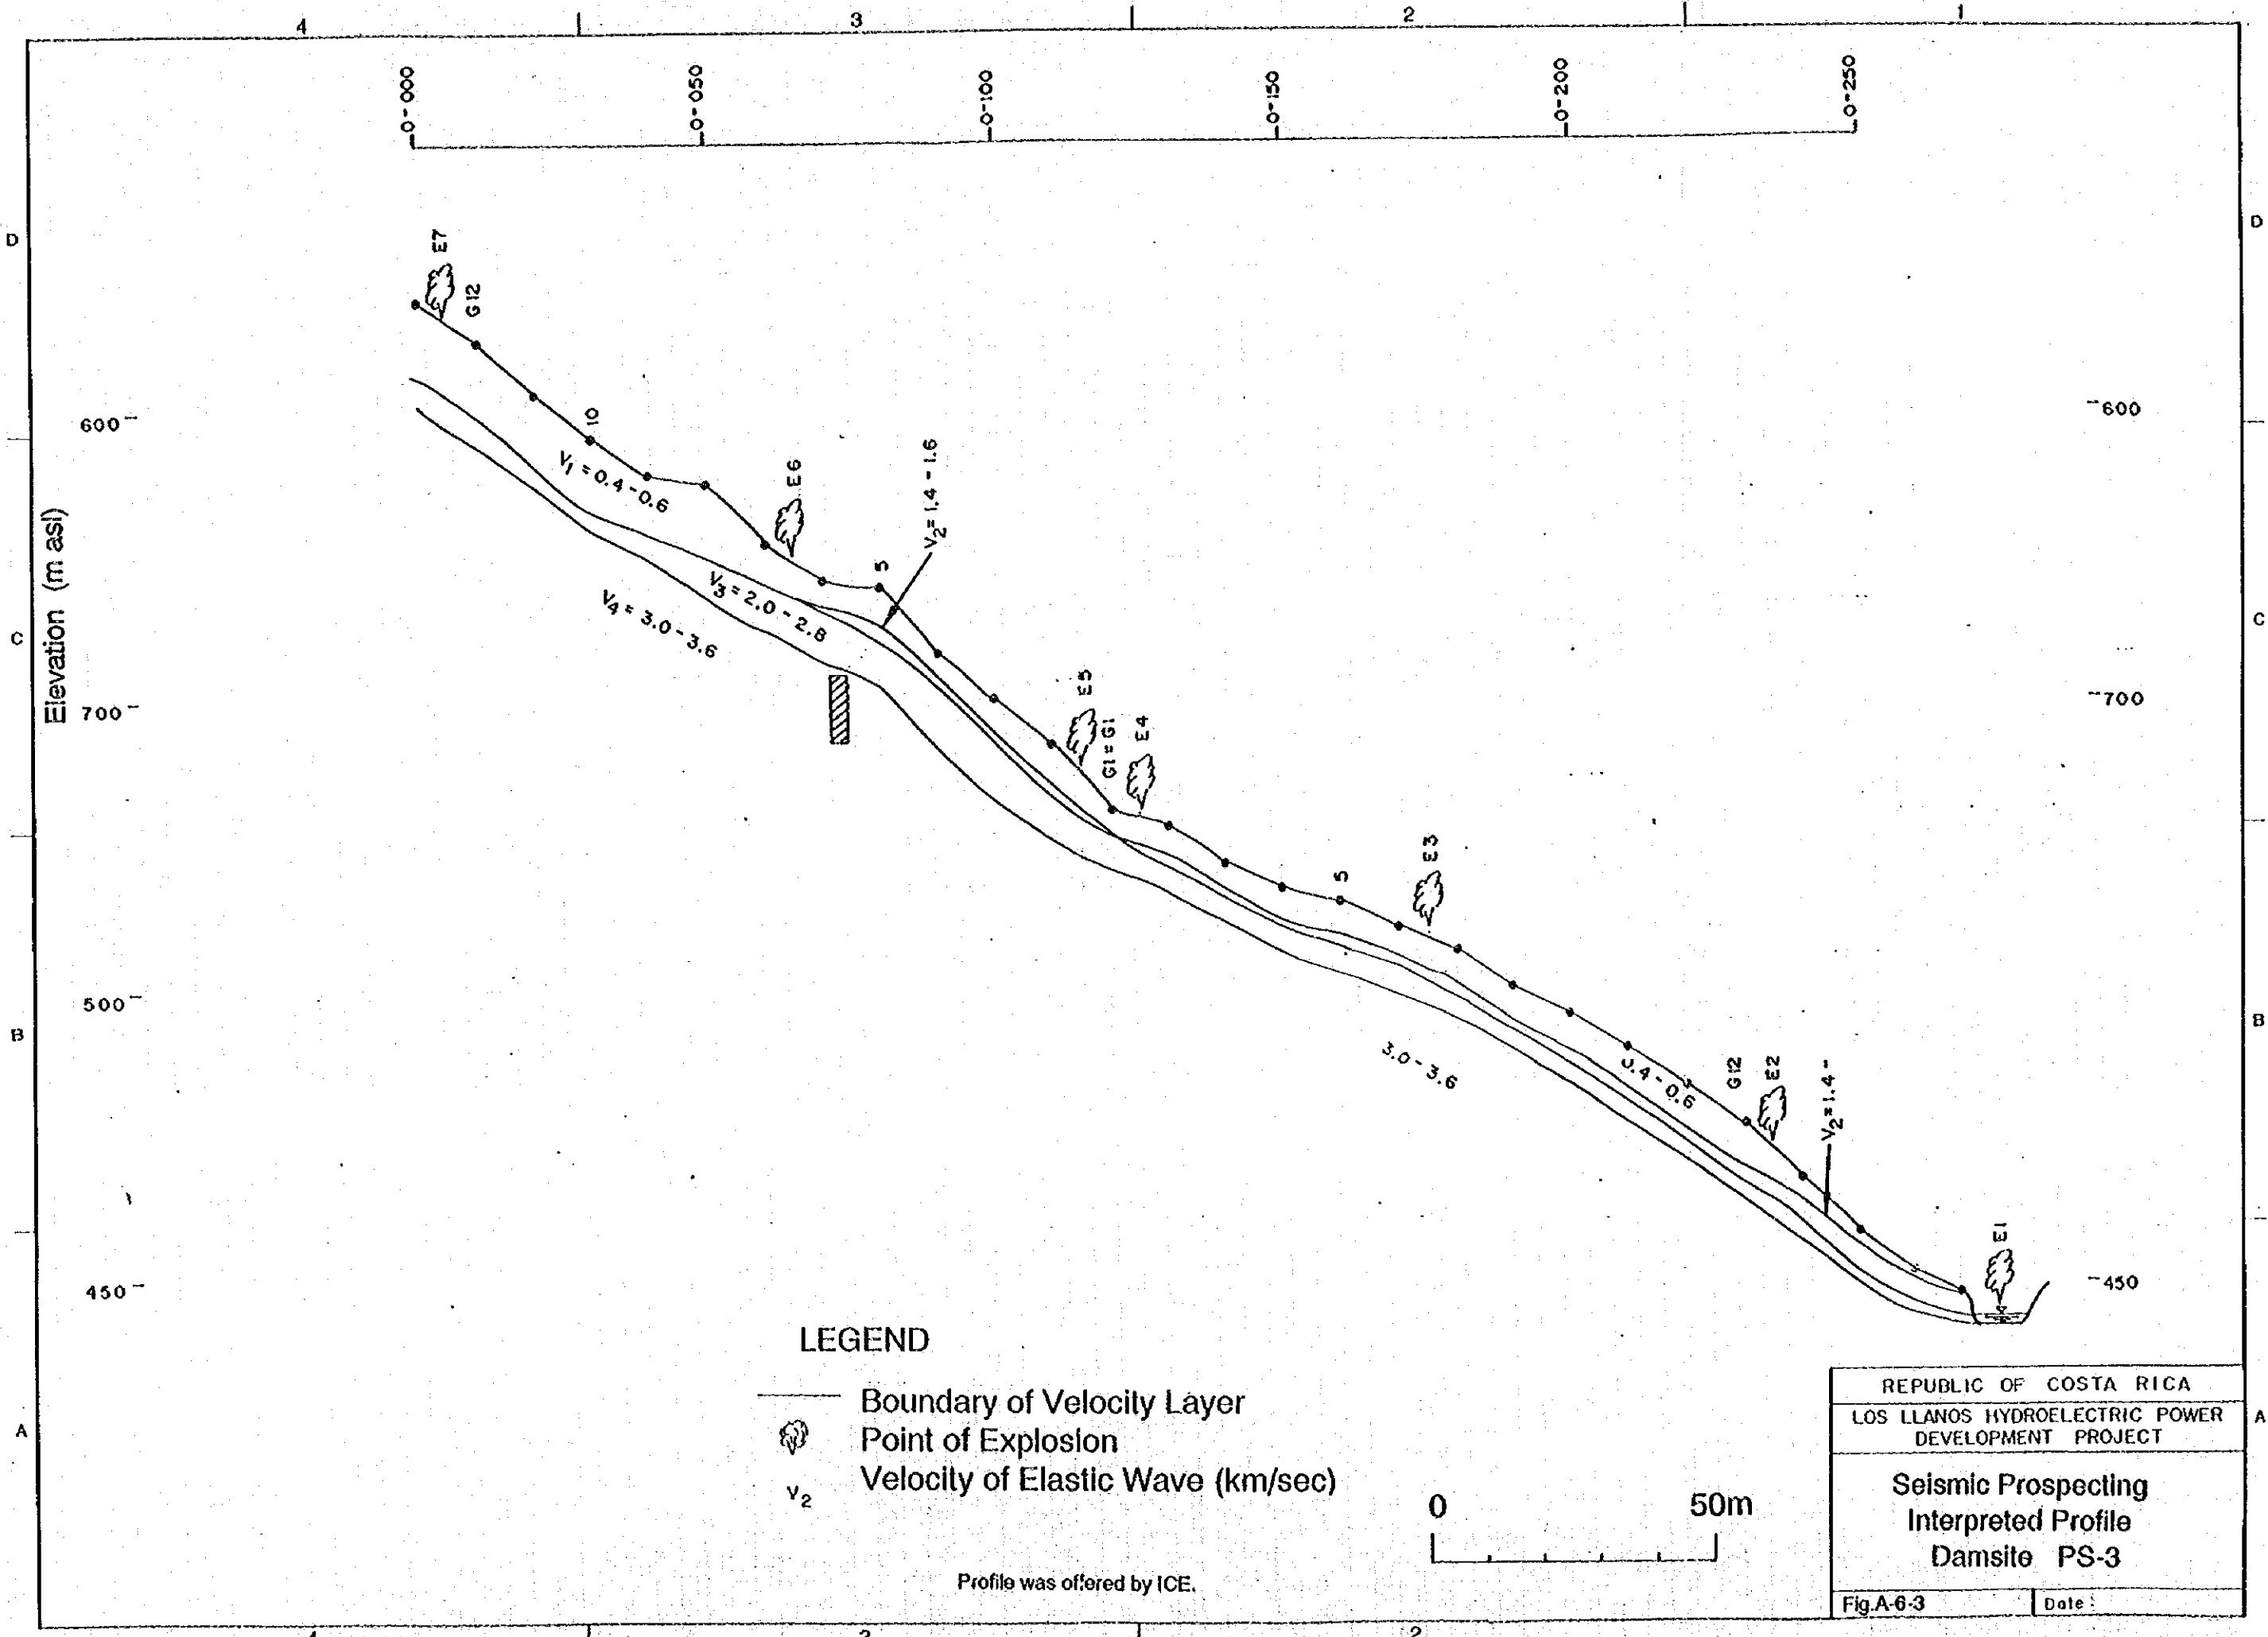 4 3 2 1
0-000 0-050 0-100 0-150 0-200 0-250
D D
E7
G12
600 600
10
V1 = 0.4-0.6
E6
V2=1.4-1.6
5
V3=2.0-2.8
V4=3.0-3.6
C C
Elevation (m asl)
700 700
E5
G1=G1
E4
E3
5
500 500
B B
3.0-3.6
0.4-0.6
G12
E2
V2=1.4-
E1
450 450
LEGEND
Boundary of Velocity Layer
Point of Explosion
V2 Velocity of Elastic Wave (km/sec)
A A
0 50m
Profile was offered by ICE.
REPUBLIC OF COSTA RICA
LOS LLANOS HYDROELECTRIC POWER
DEVELOPMENT PROJECT
Seismic Prospecting
Interpreted Profile
Damsite PS-3
Fig.A-6-3 Date: